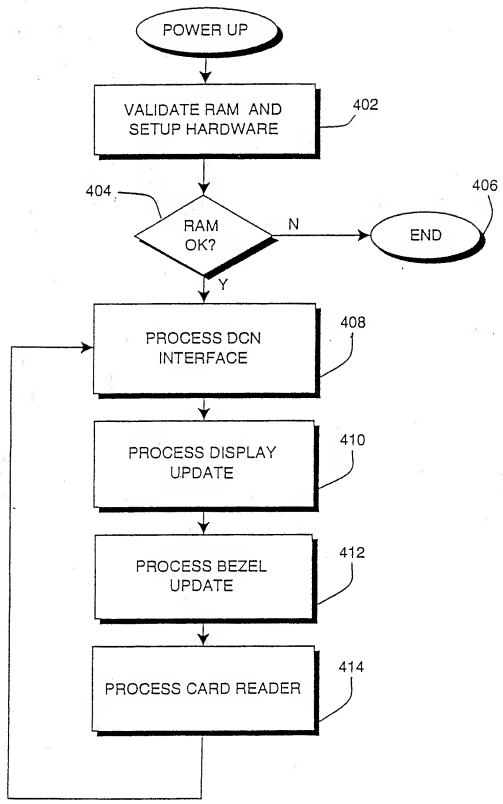 POWER UP
VALIDATE RAM AND
SETUP HARDWARE
402
404
RAM
OK?
N
END
406
Y
PROCESS DCN
INTERFACE
408
PROCESS DISPLAY
UPDATE
410
PROCESS BEZEL
UPDATE
412
PROCESS CARD READER
414